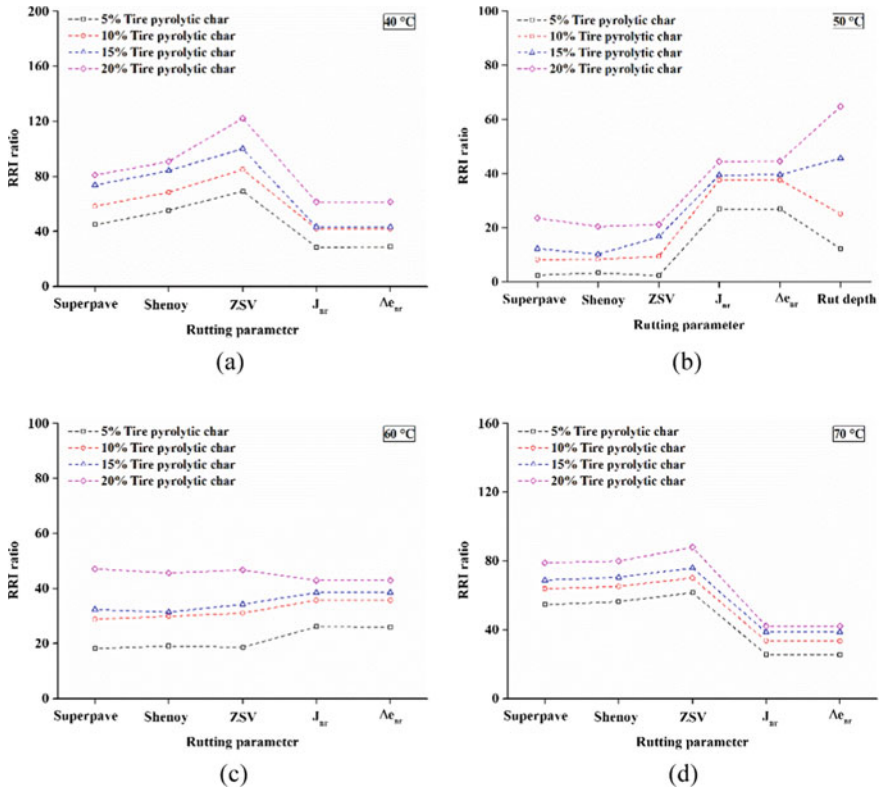 200
160
120
80
40
0
RRI ratio
5% Tire pyrolytic char
10% Tire pyrolytic char
15% Tire pyrolytic char
20% Tire pyrolytic char
40 °C
Superpave Shenoy ZSV Jnr Λenr
Rutting parameter
(a)
100
80
60
40
20
0
RRI ratio
5% Tire pyrolytic char
10% Tire pyrolytic char
15% Tire pyrolytic char
20% Tire pyrolytic char
50 °C
Superpave Shenoy ZSV Jnr Λenr Rut depth
Rutting parameter
(b)
100
80
60
40
20
0
RRI ratio
5% Tire pyrolytic char
10% Tire pyrolytic char
15% Tire pyrolytic char
20% Tire pyrolytic char
60 °C
Superpave Shenoy ZSV Jnr Λenr
Rutting parameter
(c)
160
120
80
40
0
RRI ratio
5% Tire pyrolytic char
10% Tire pyrolytic char
15% Tire pyrolytic char
20% Tire pyrolytic char
70 °C
Superpave Shenoy ZSV Jnr Λenr
Rutting parameter
(d)